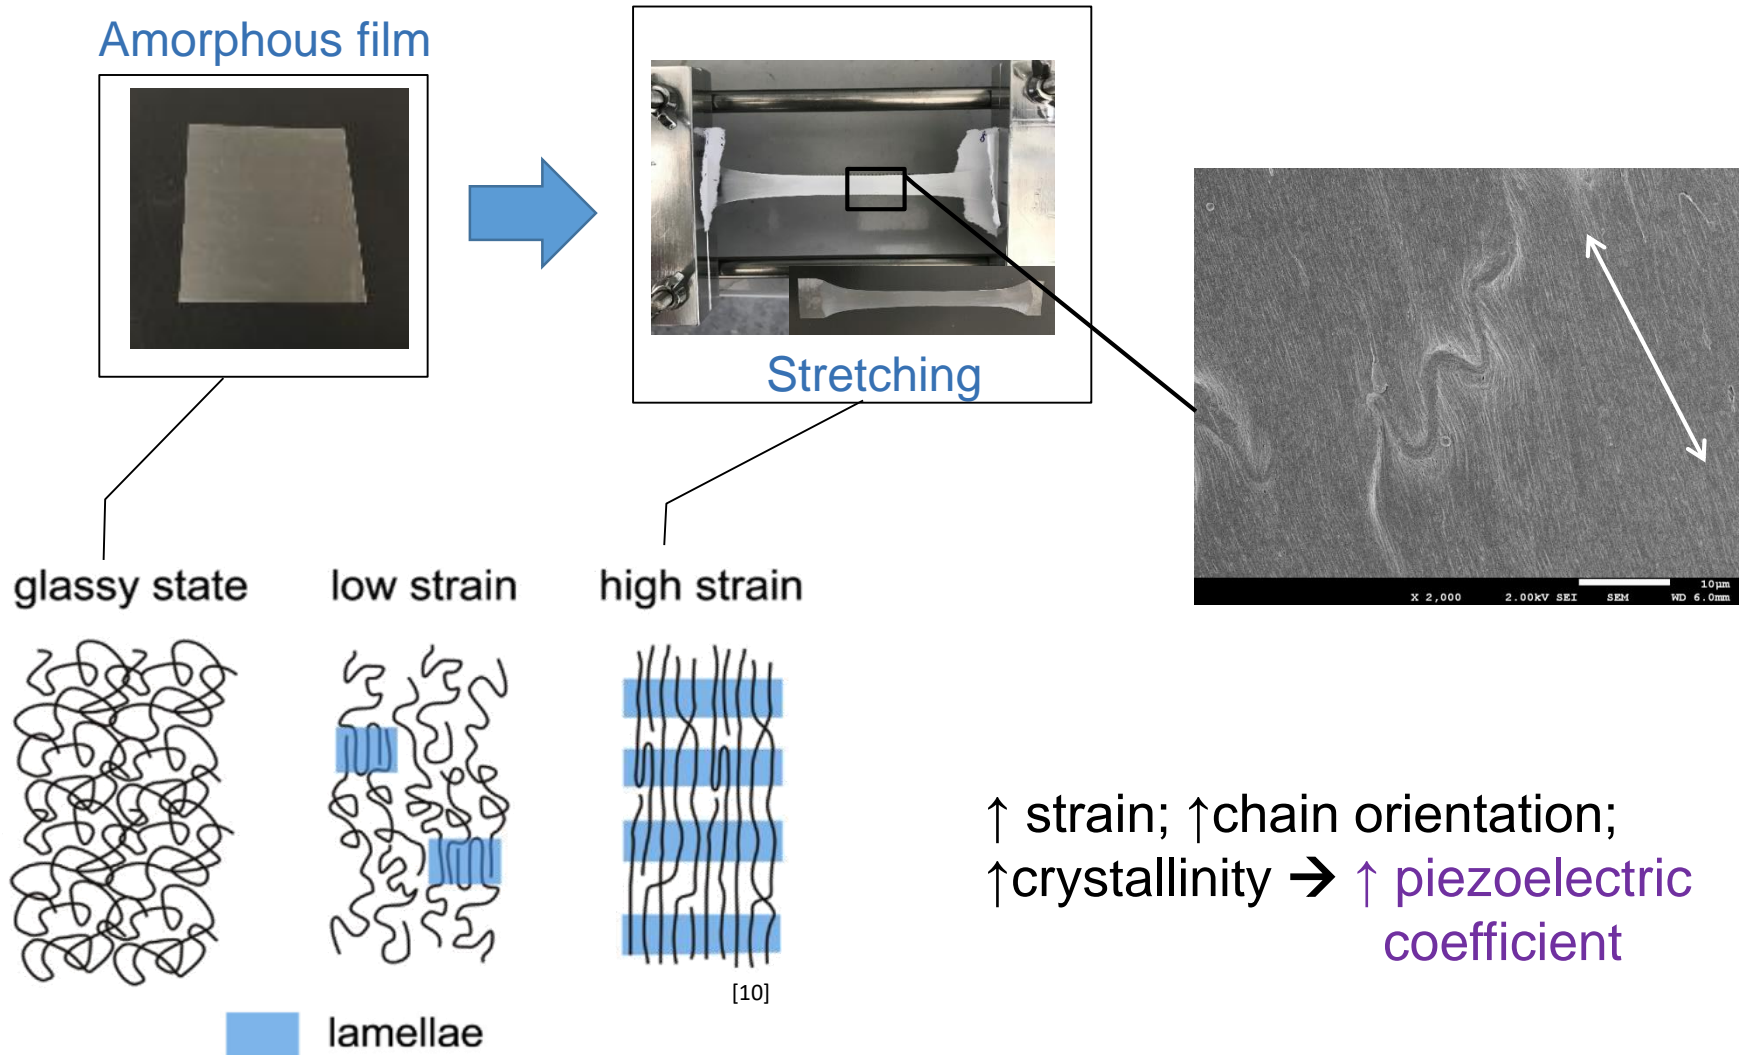 Amorphous film
Stretching
X 2,000 2.00kV SEI SEM WD 6.0mm
10µm
glassy state
low strain
high strain
[10]
lamellae
↑ strain; ↑chain orientation;
↑crystallinity → ↑ piezoelectric
coefficient